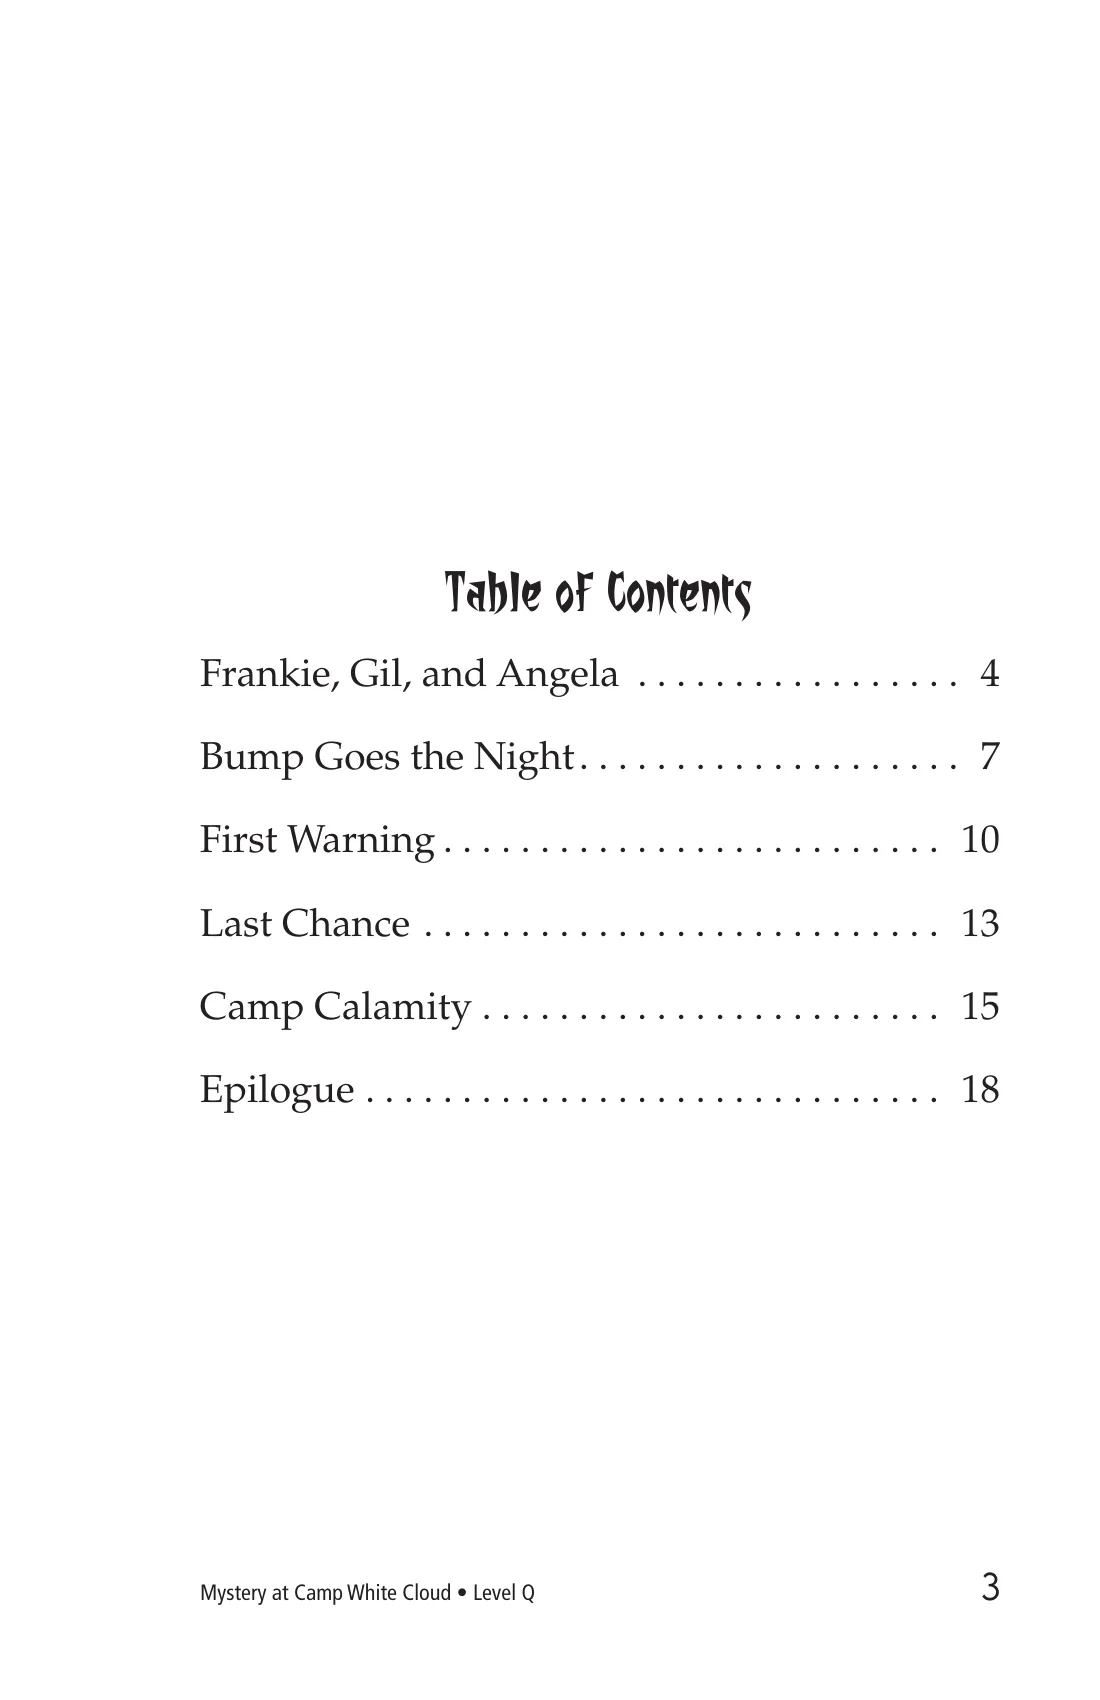 Table of Contents
Frankie, Gil, and Angela . . . . . . . . . . . . . . . . . 4
Bump Goes the Night . . . . . . . . . . . . . . . . . . . . 7
First Warning . . . . . . . . . . . . . . . . . . . . . . . . . . 10
Last Chance . . . . . . . . . . . . . . . . . . . . . . . . . . . 13
Camp Calamity . . . . . . . . . . . . . . . . . . . . . . . . 15
Epilogue . . . . . . . . . . . . . . . . . . . . . . . . . . . . . . 18
Mystery at Camp White Cloud • Level Q 3